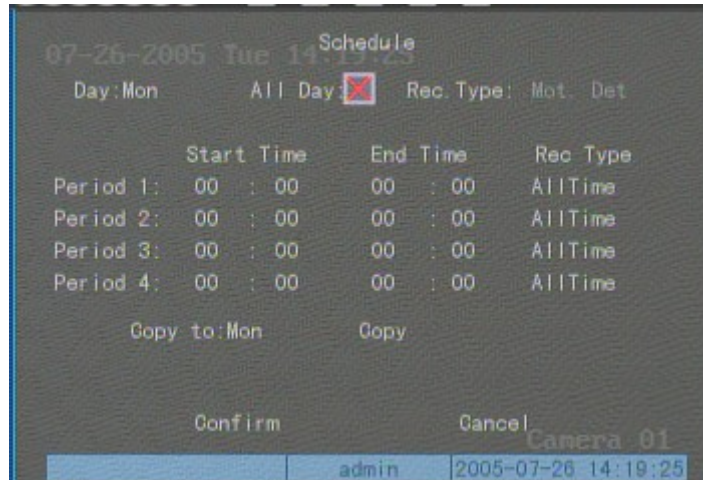 Schedule
07-26-2005 Tue 14:19:25
Day:Mon All Day: Rec.Type: Mot. Det
Start Time End Time Rec Type
Period 1: 00 : 00 00 : 00 AllTime
Period 2: 00 : 00 00 : 00 AllTime
Period 3: 00 : 00 00 : 00 AllTime
Period 4: 00 : 00 00 : 00 AllTime
Copy to:Mon Copy
Confirm Cancel
Camera 01
admin 2005-07-26 14:19:25